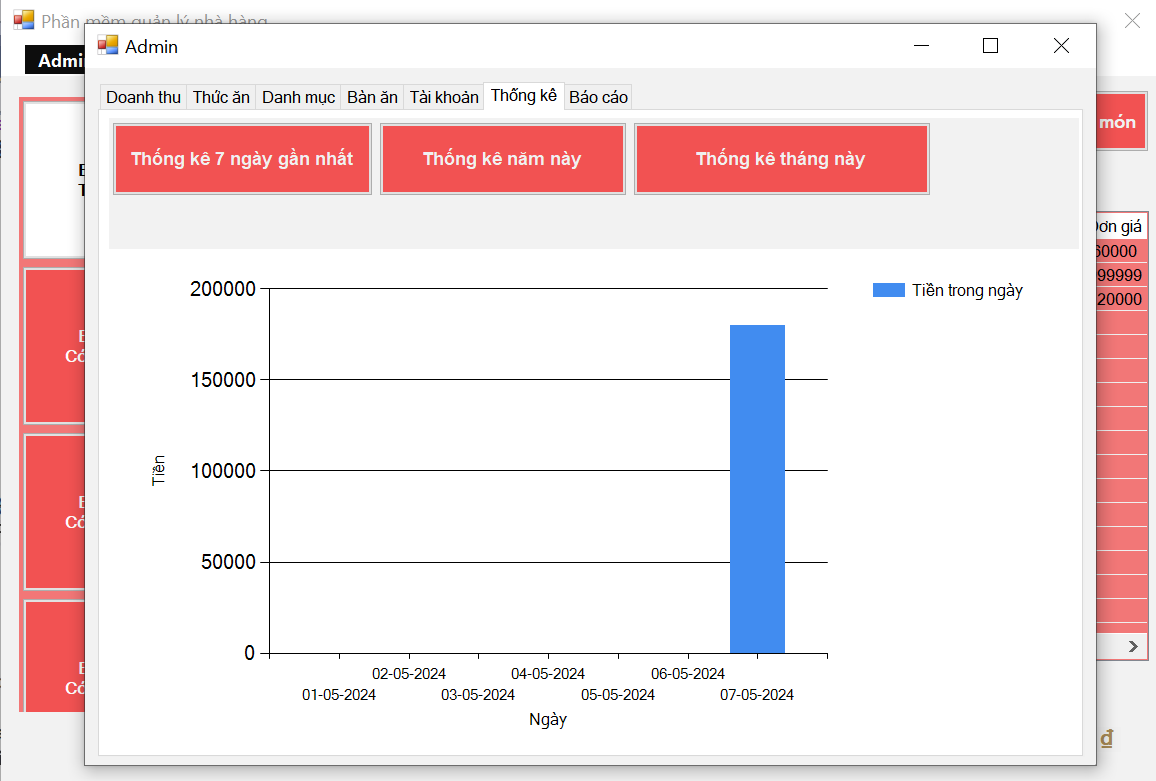 Phần mềm quản lý nhà hàng
Admin
Doanh thu Thức ăn Danh mục Bàn ăn Tài khoản Thống kê Báo cáo
Thống kê 7 ngày gần nhất Thống kê năm này Thống kê tháng này
món
Đơn giá
99999
20000
Tiền trong ngày
200000
150000
100000
50000
0
Tiền
02-05-2024 04-05-2024 06-05-2024
01-05-2024 03-05-2024 05-05-2024 07-05-2024
Ngày
đ